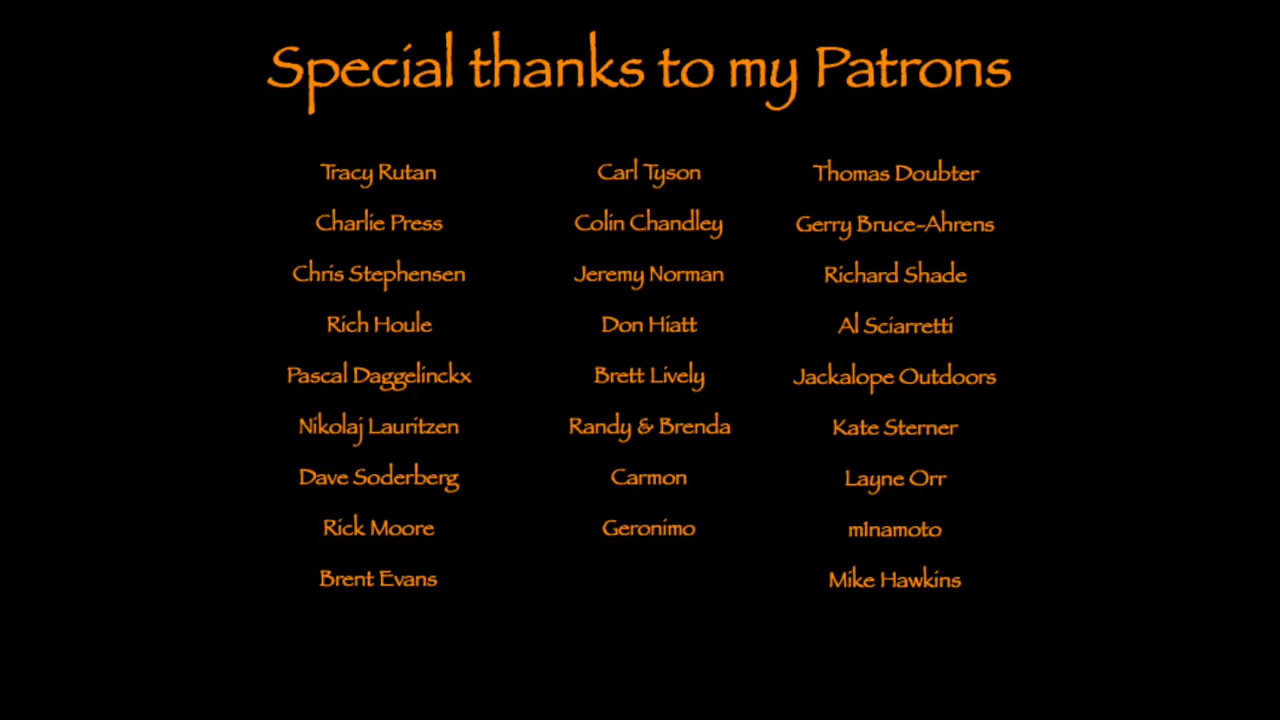 Special thanks to my Patrons
Tracy Rutan
Charlie Press
Chris Stephensen
Rich Houle
Pascal Daggelinckx
Nikolaj Lauritzen
Dave Soderberg
Rick Moore
Brent Evans
Carl Tyson
Colin Chandley
Jeremy Norman
Don Hiatt
Brett Lively
Randy & Brenda
Carmon
Geronimo
Thomas Doubter
Gerry Bruce-Ahrens
Richard Shade
Al Sciarretti
Jackalope Outdoors
Kate Sterner
Layne Orr
m1namoto
Mike Hawkins